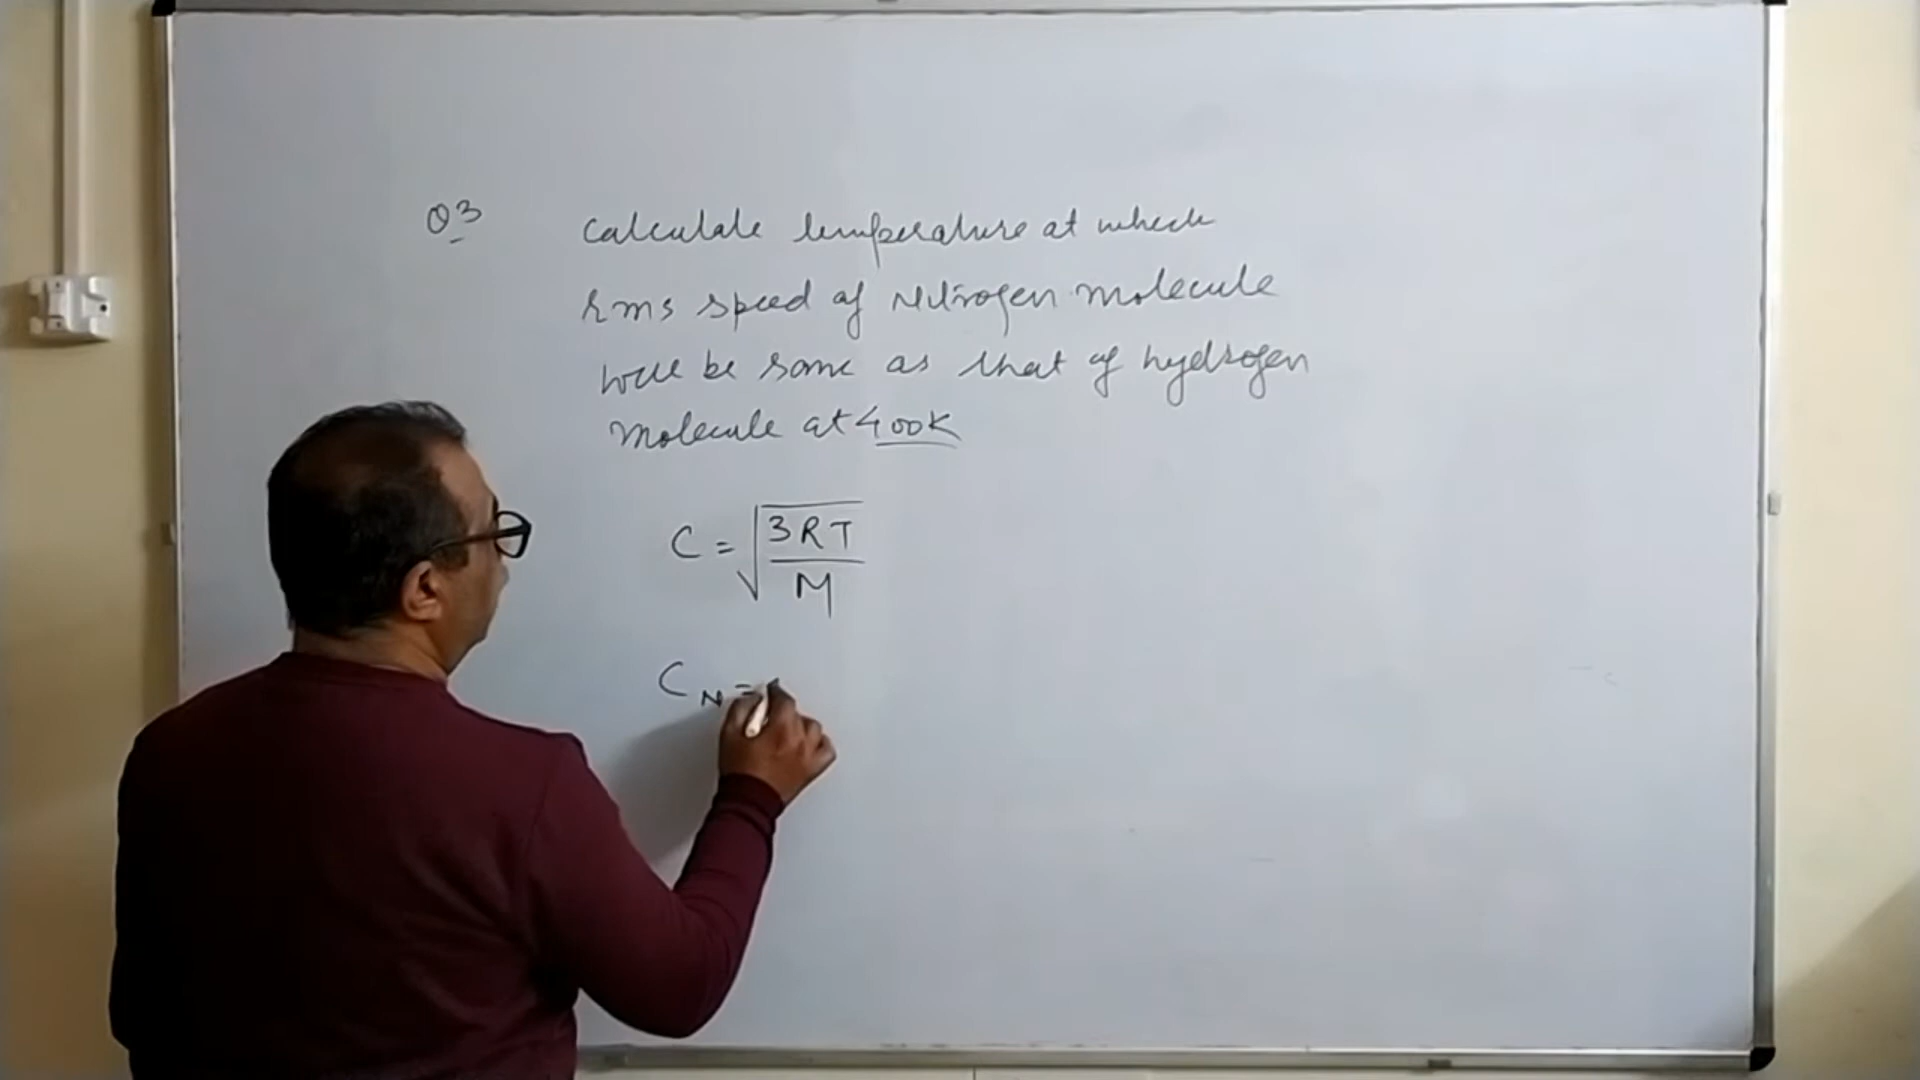 Q3 Calculate temperature at which
rms speed of Nitrogen molecule
will be same as that of hydrogen
molecule at 400K
C = √(3RT/M)
C_N =